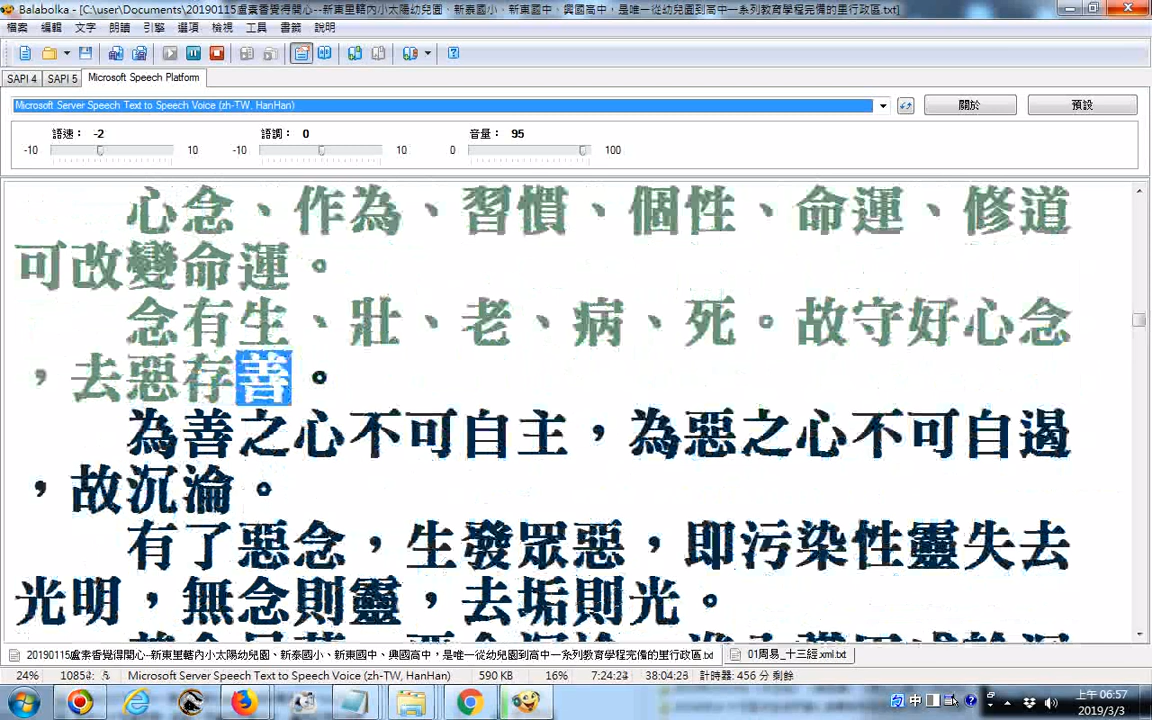 Balabolka - [C:\user\Documents\20190115盧素香覺得開心--新東里轄內小太陽幼兒園、新泰國小、新東國中、興國高中，是唯一從幼兒園到高中一系列教育學程完備的里行政區.txt]
檔案 編輯 文字 朗讀 引擎 選項 檢視 工具 書籤 說明
SAPI 4 SAPI 5 Microsoft Speech Platform
Microsoft Server Speech Text to Speech Voice (zh-TW, HanHan) 關於 預設
語速： -2 語調： 0 音量： 95
-10 10 -10 10 0 100
心念、作為、習慣、個性、命運、修道
可改變命運。
念有生、壯、老、病、死。故守好心念
，去惡存善。
為善之心不可自主，為惡之心不可自遏
，故沉淪。
有了惡念，生發眾惡，即污染性靈失去
光明，無念則靈，去垢則光。
20190115盧素香覺得開心--新東里轄內小太陽幼兒園、新泰國小、新東國中、興國高中，是唯一從幼兒園到高中一系列教育學程完備的里行政區.txt 01周易_十三經.xml.txt
24% Microsoft Server Speech Text to Speech Voice (zh-TW, HanHan) 590 KB 16% 7:24:23 38:04:23 計時器: 456 分 剩餘
中 上午 06:57
2019/3/3